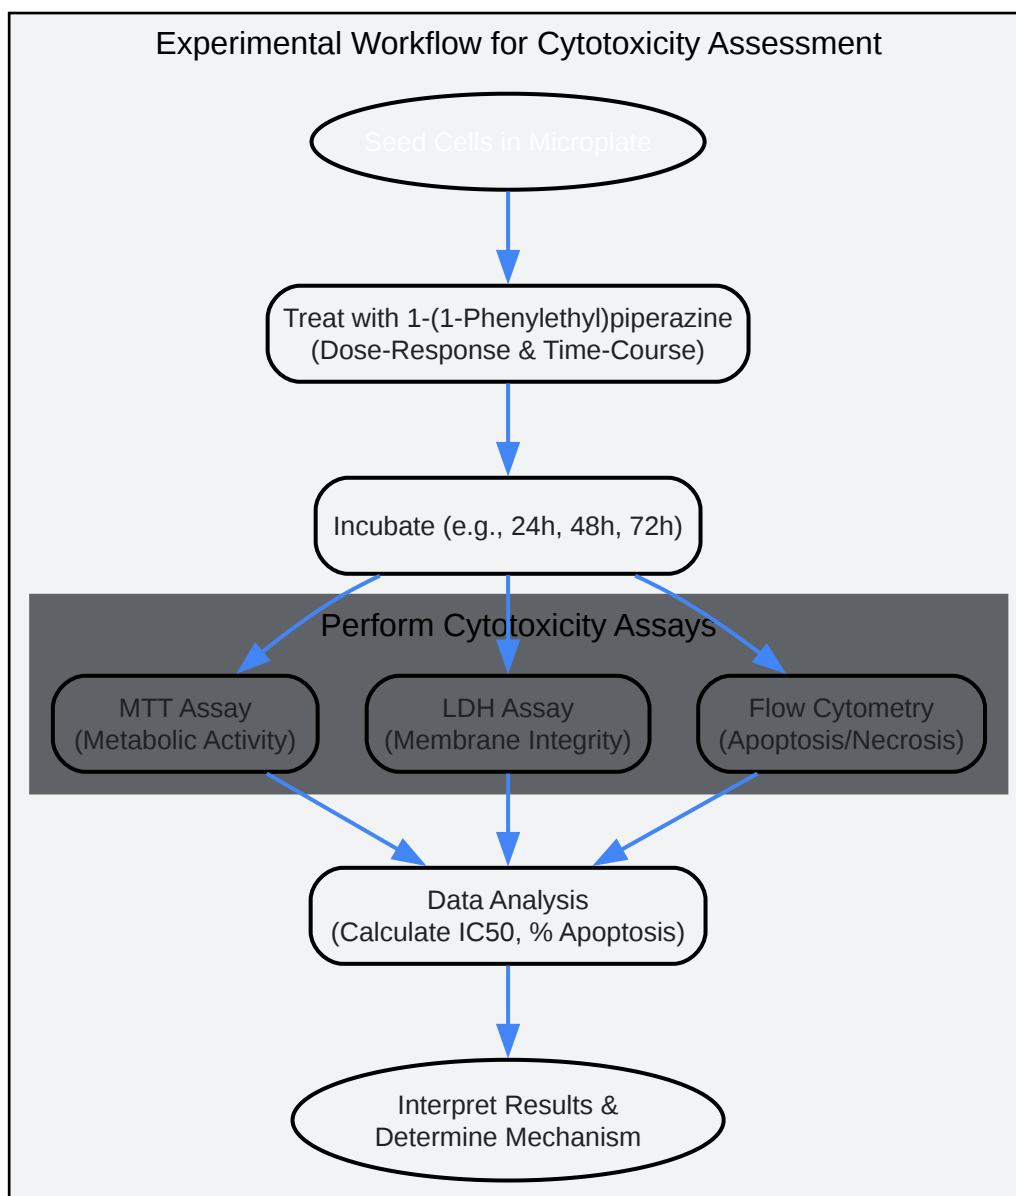 Experimental Workflow for Cytotoxicity Assessment
Seed Cells in Microplate
Treat with 1-(1-Phenylethyl)piperazine
(Dose-Response & Time-Course)
Incubate (e.g., 24h, 48h, 72h)
Perform Cytotoxicity Assays
MTT Assay
(Metabolic Activity)
LDH Assay
(Membrane Integrity)
Flow Cytometry
(Apoptosis/Necrosis)
Data Analysis
(Calculate IC50, % Apoptosis)
Interpret Results &
Determine Mechanism